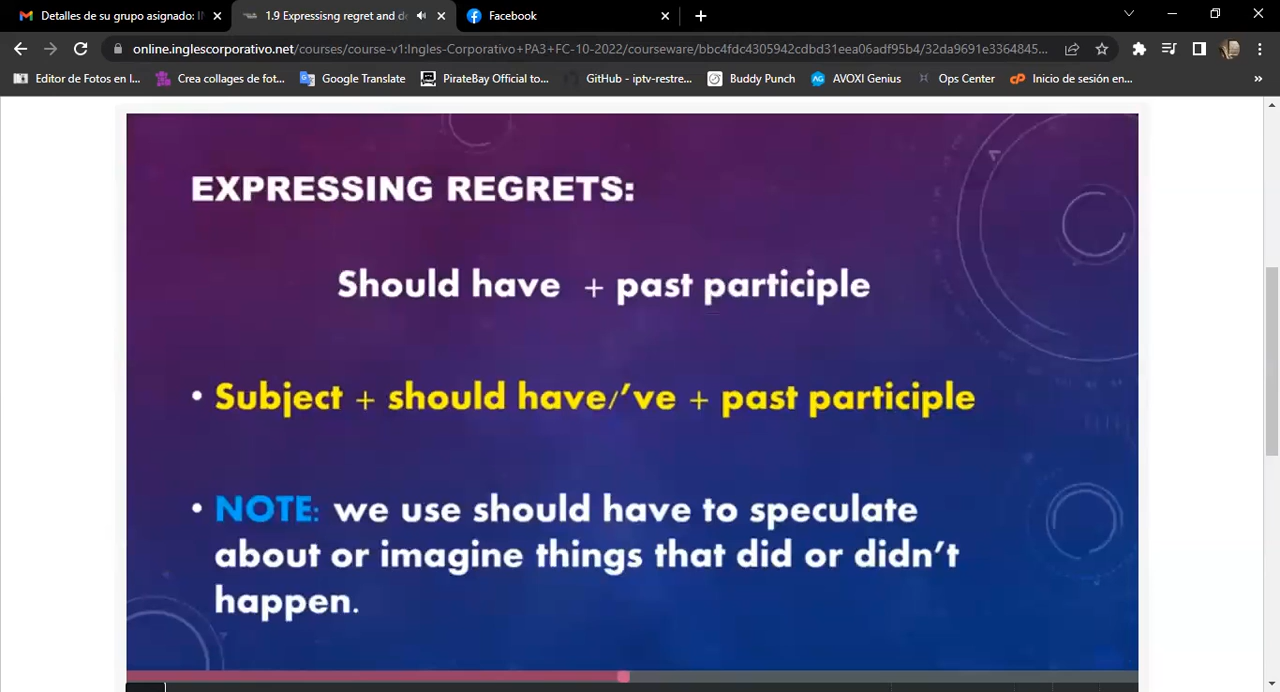 Detalles de su grupo asignado: IN
1.9 Expressisng regret and de
Facebook
online.inglescorporativo.net/courses/course-v1:Ingles-Corporativo+PA3+FC-10-2022/courseware/bbc4fdc4305942cdbd31eea06adf95b4/32da9691e3364845...
Editor de Fotos en l...
Crea collages de fot...
Google Translate
PirateBay Official to...
GitHub - iptv-restre...
Buddy Punch
AVOXI Genius
Ops Center
Inicio de sesión en...
EXPRESSING REGRETS:
Should have + past participle
• Subject + should have/'ve + past participle
• NOTE: we use should have to speculate
about or imagine things that did or didn't
happen.